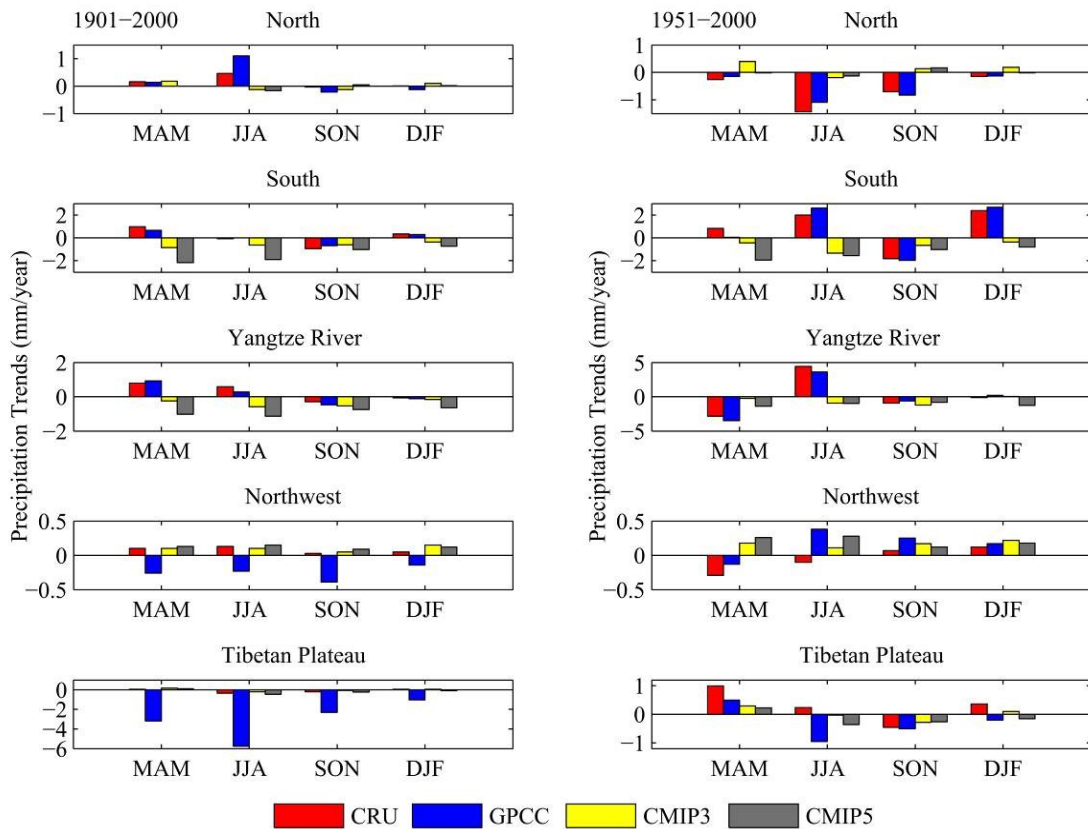 1901−2000 North
1
0
−1
MAM JJA SON DJF
South
2
0
−2
MAM JJA SON DJF
Yangtze River
2
0
−2
MAM JJA SON DJF
Northwest
0.5
0
−0.5
MAM JJA SON DJF
Tibetan Plateau
0
−2
−4
−6
MAM JJA SON DJF
Precipitation Trends (mm/year)
1951−2000 North
1
0
−1
MAM JJA SON DJF
South
2
0
−2
MAM JJA SON DJF
Yangtze River
5
0
−5
MAM JJA SON DJF
Northwest
0.5
0
−0.5
MAM JJA SON DJF
Tibetan Plateau
1
0
−1
MAM JJA SON DJF
Precipitation Trends (mm/year)
CRU GPCC CMIP3 CMIP5